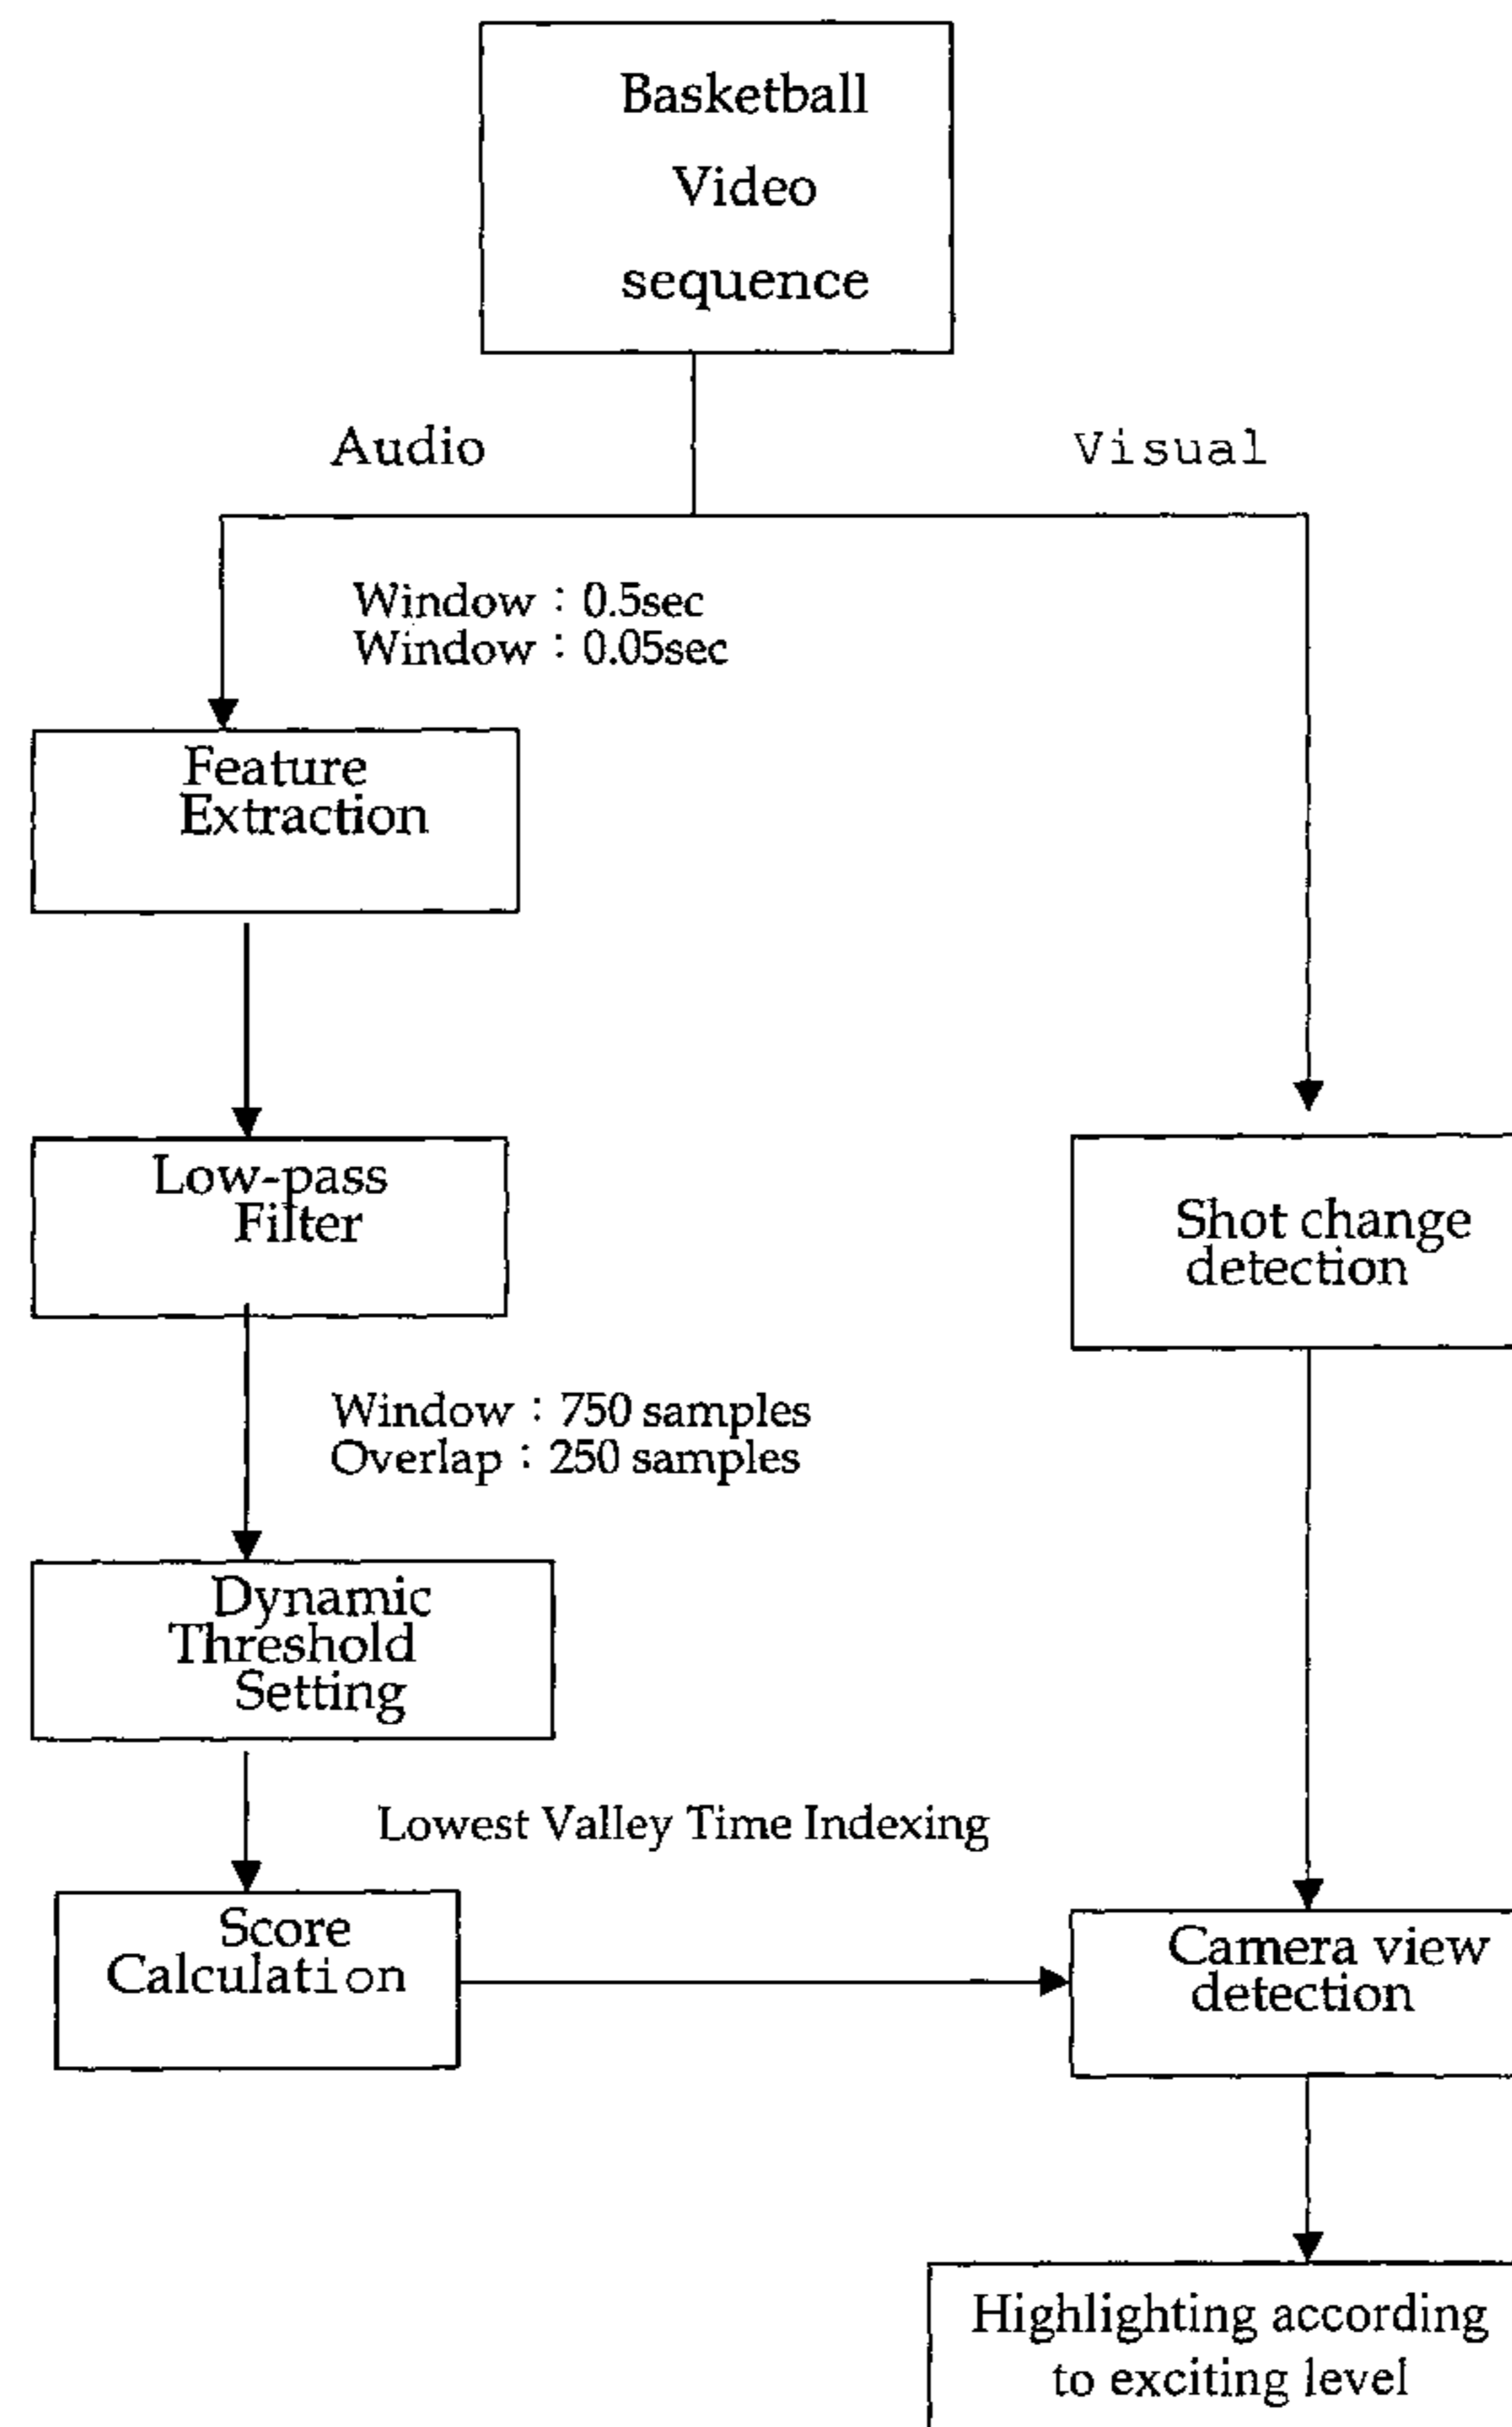 Basketball
Video
sequence
Audio
Visual
Window : 0.5sec
Window : 0.05sec
Feature
Extraction
Low-pass
Filter
Shot change
detection
Window : 750 samples
Overlap : 250 samples
Dynamic
Threshold
Setting
Lowest Valley Time Indexing
Score
Calculation
Camera view
detection
Highlighting according
to exciting level